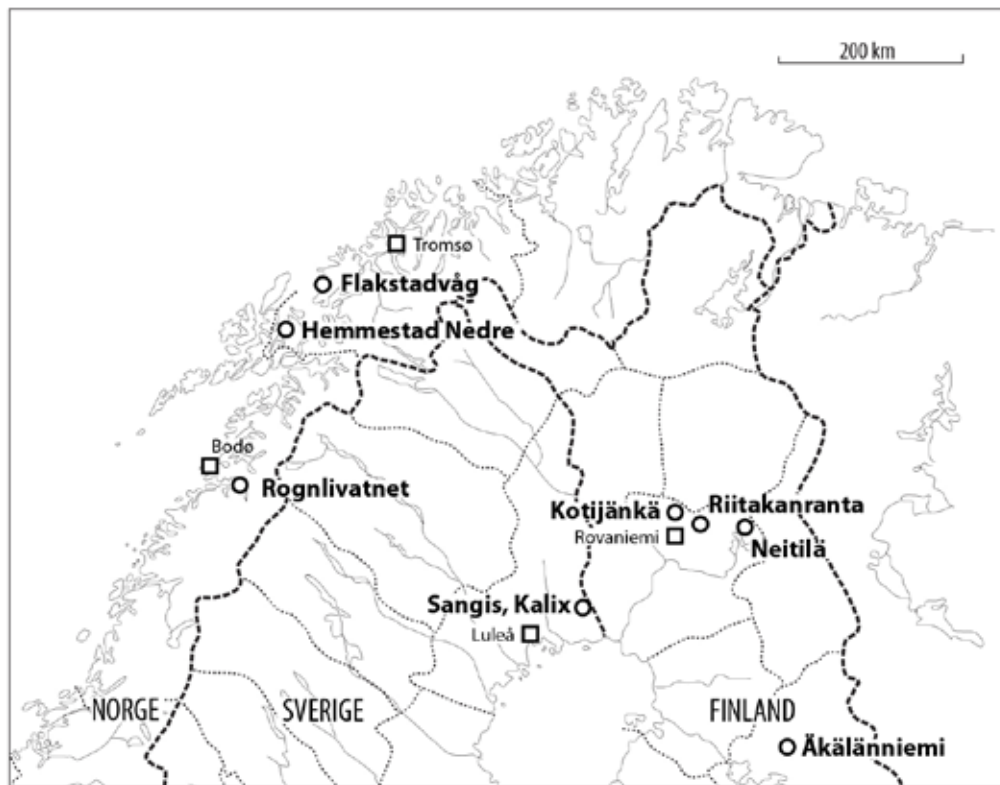 200 km
Tromsø
Flakstadvåg
Hemmestad Nedre
Bodø
Rognlivatnet
Kotijänkä
Riitakanranta
Rovaniemi
Neitilä
Sangis, Kalix
Luleå
NORGE
SVERIGE
FINLAND
Äkälänniemi